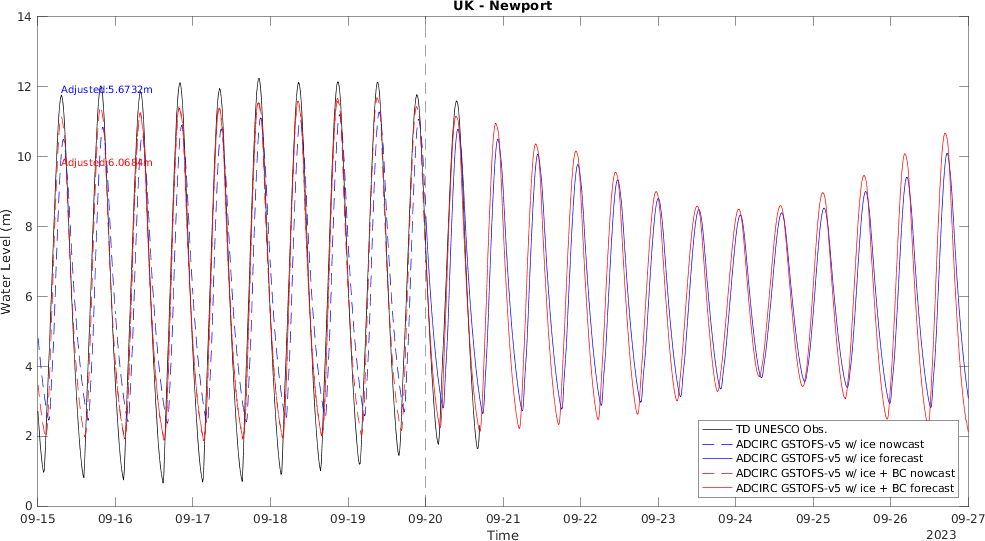 UK - Newport
14
12
10
8
6
4
2
0
Water Level (m)
Adjusted:5.6732m
Adjusted:6.0684m
TD UNESCO Obs.
ADCIRC GSTOFS-v5 w/ ice nowcast
ADCIRC GSTOFS-v5 w/ ice forecast
ADCIRC GSTOFS-v5 w/ ice + BC nowcast
ADCIRC GSTOFS-v5 w/ ice + BC forecast
09-15 09-16 09-17 09-18 09-19 09-20 09-21 09-22 09-23 09-24 09-25 09-26 09-27
Time
2023